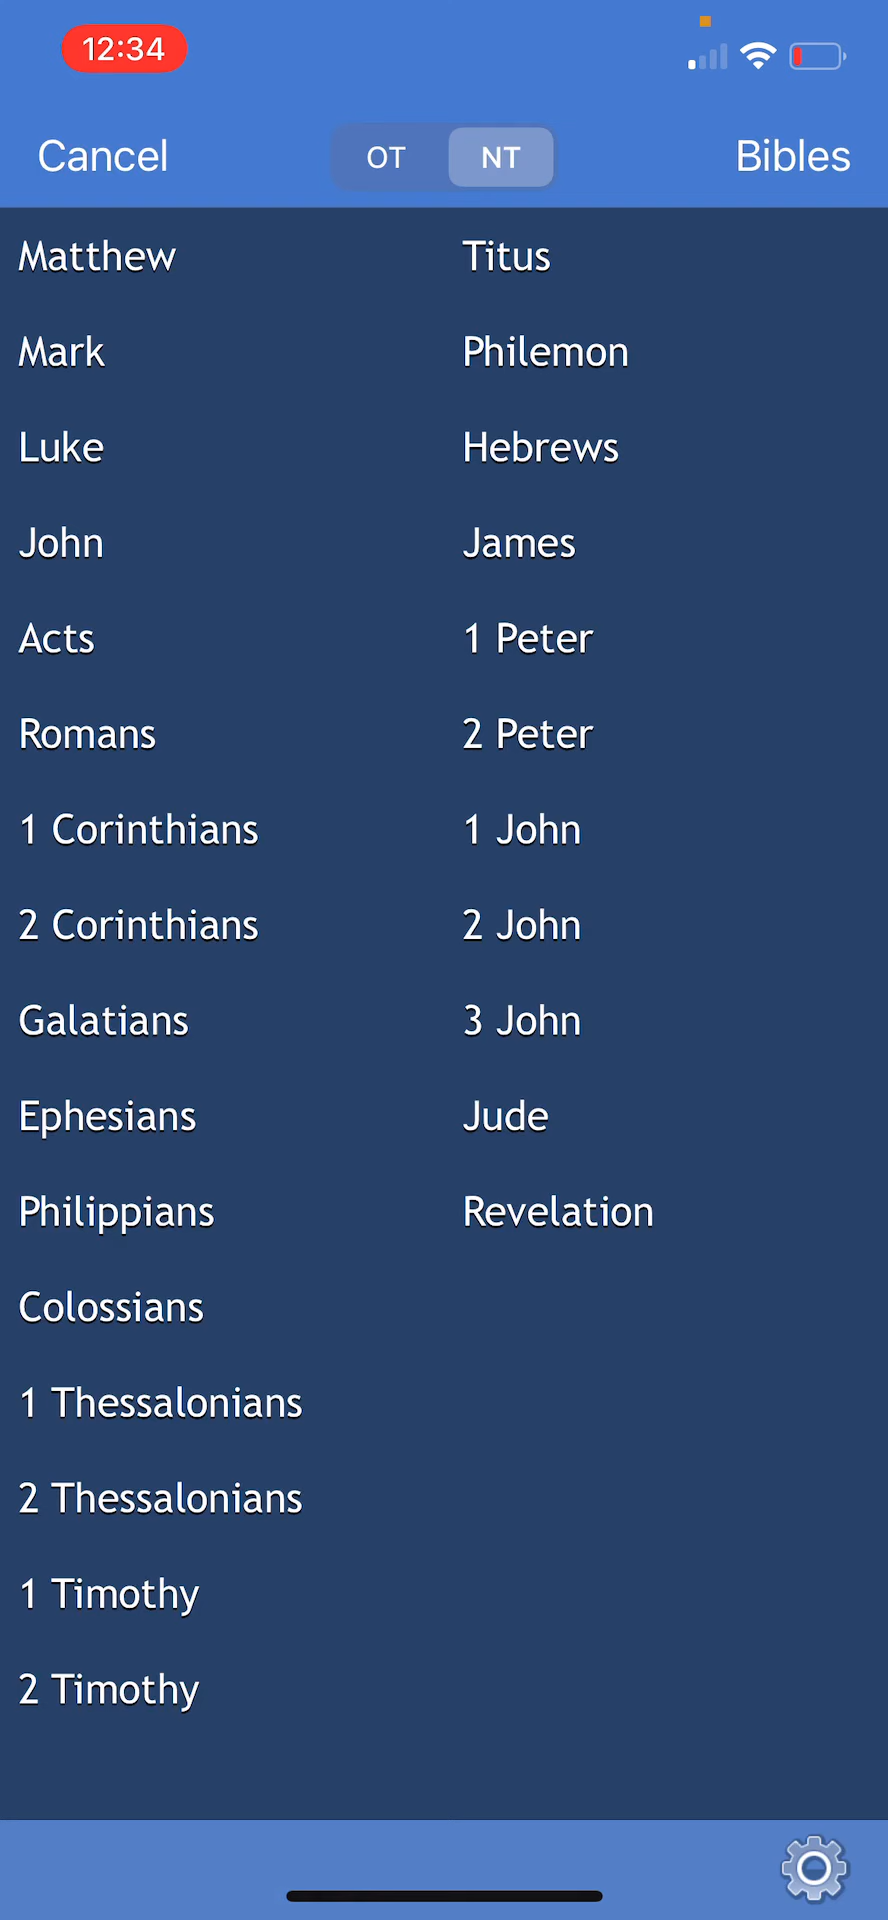 12:34
Cancel OT NT Bibles
Matthew
Mark
Luke
John
Acts
Romans
1 Corinthians
2 Corinthians
Galatians
Ephesians
Philippians
Colossians
1 Thessalonians
2 Thessalonians
1 Timothy
2 Timothy
Titus
Philemon
Hebrews
James
1 Peter
2 Peter
1 John
2 John
3 John
Jude
Revelation